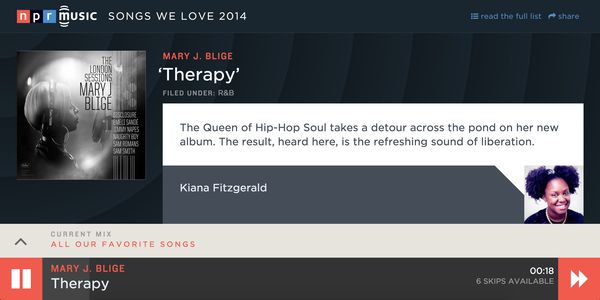 npr MUSIC
SONGS WE LOVE 2014
read the full list
share
THE
LONDON
SESSIONS
MARY J
BLIGE
DISCLOSURE
EMELI SANDÉ
JIMMY NAPES
NAUGHTY BOY
SAM ROMANS
SAM SMITH
MARY J. BLIGE
‘Therapy’
FILED UNDER: R&B
The Queen of Hip-Hop Soul takes a detour across the pond on her new
album. The result, heard here, is the refreshing sound of liberation.
Kiana Fitzgerald
CURRENT MIX
ALL OUR FAVORITE SONGS
MARY J. BLIGE
Therapy
00:18
6 SKIPS AVAILABLE